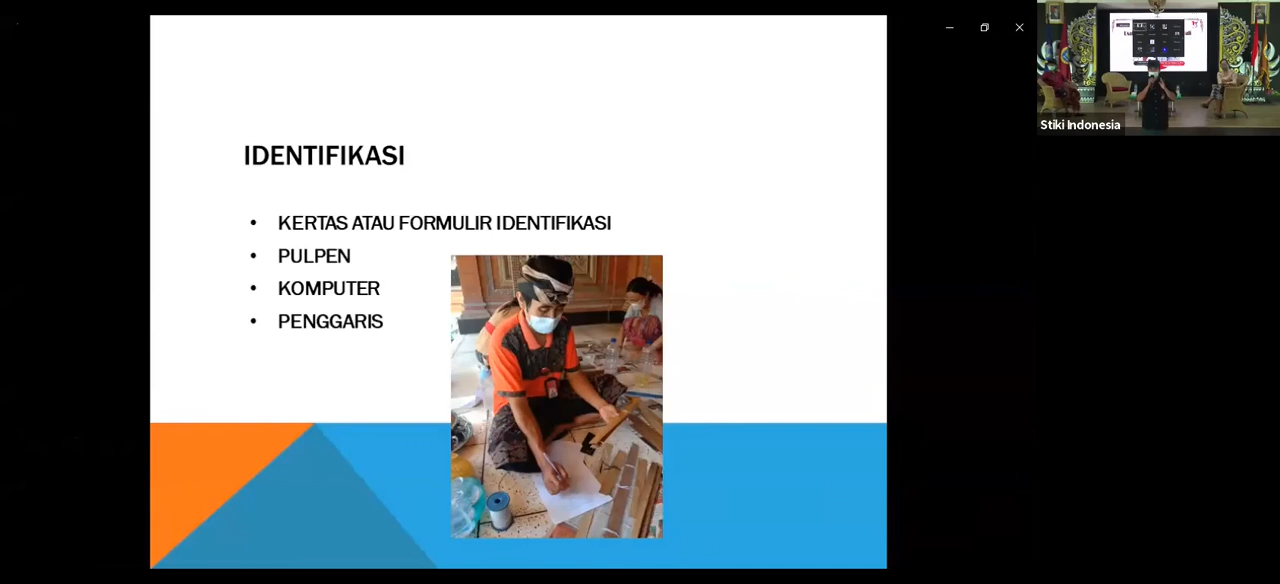 IDENTIFIKASI
• KERTAS ATAU FORMULIR IDENTIFIKASI
• PULPEN
• KOMPUTER
• PENGGARIS
Stiki Indonesia